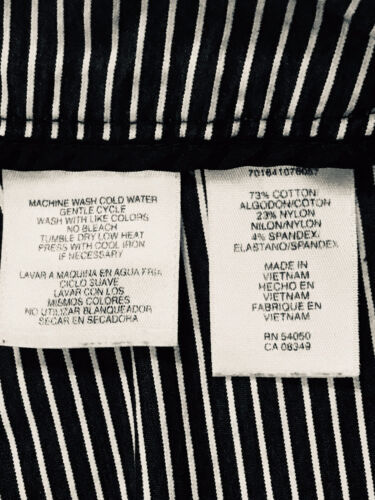 MACHINE WASH COLD WATER
GENTLE CYCLE
WASH WITH LIKE COLORS
NO BLEACH
TUMBLE DRY LOW HEAT
PRESS WITH COOL IRON
IF NECESSARY
LAVAR A MAQUINA EN AGUA FRIA
CICLO SUAVE
LAVAR CON LOS
MISMOS COLORES
NO UTILIZAR BLANQUEADOR
SECAR EN SECADORA
73% COTTON/
ALGODON/COTON
23% NYLON
NILON/NYLON
4% SPANDEX/
ELASTANO/SPANDEX
MADE IN
VIETNAM
HECHO EN
VIETNAM
FABRIQUE EN
VIETNAM
RN 54050
CA 08349